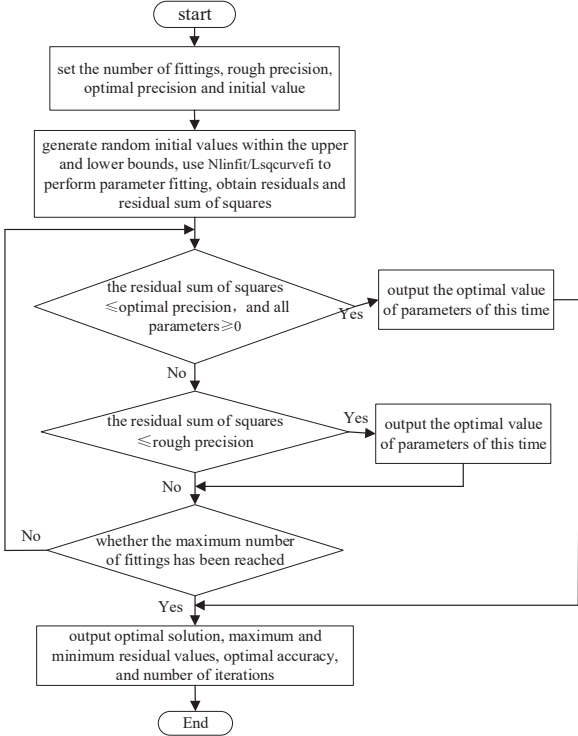 start
set the number of fittings, rough precision,
optimal precision and initial value
generate random initial values within the upper
and lower bounds, use Nlinfit/Lsqcurvefi to
perform parameter fitting, obtain residuals and
residual sum of squares
the residual sum of squares
≤optimal precision，and all
parameters≥0
Yes
output the optimal value
of parameters of this time
No
the residual sum of squares
≤rough precision
Yes
output the optimal value
of parameters of this time
No
whether the maximum number
of fittings has been reached
No
Yes
output optimal solution, maximum and
minimum residual values, optimal accuracy,
and number of iterations
End